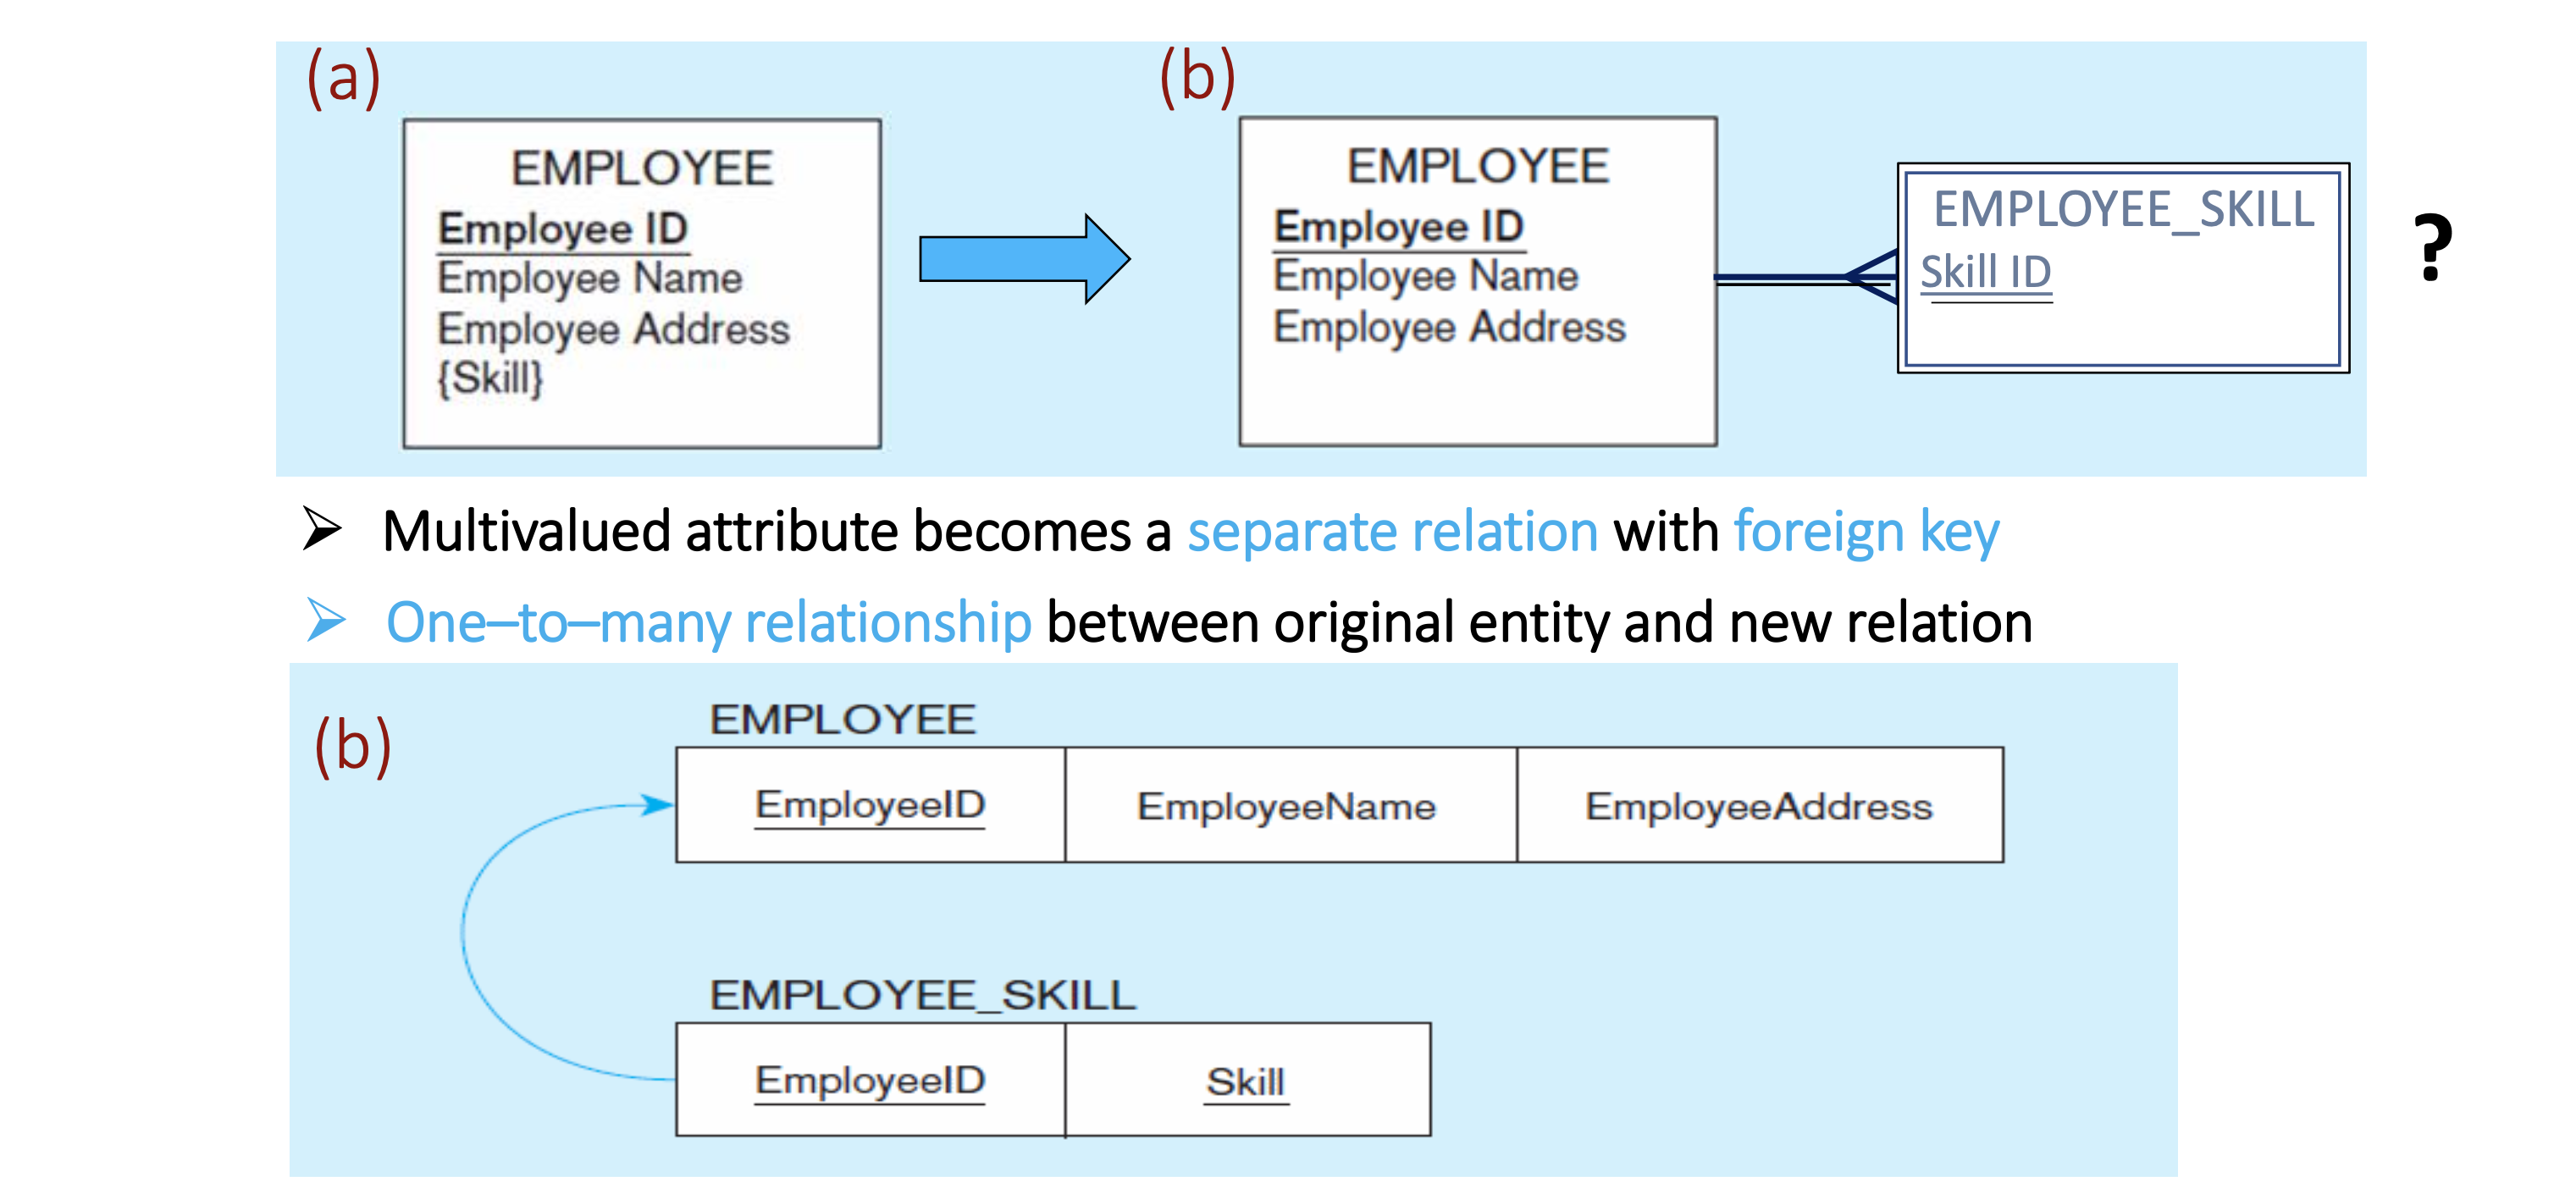 (a)
EMPLOYEE
Employee ID
Employee Name
Employee Address
{Skill}
(b)
EMPLOYEE
Employee ID
Employee Name
Employee Address
EMPLOYEE_SKILL
Skill ID
?
➢ Multivalued attribute becomes a separate relation with foreign key
➢ One–to–many relationship between original entity and new relation
(b)
EMPLOYEE
EmployeeID EmployeeName EmployeeAddress
EMPLOYEE_SKILL
EmployeeID Skill